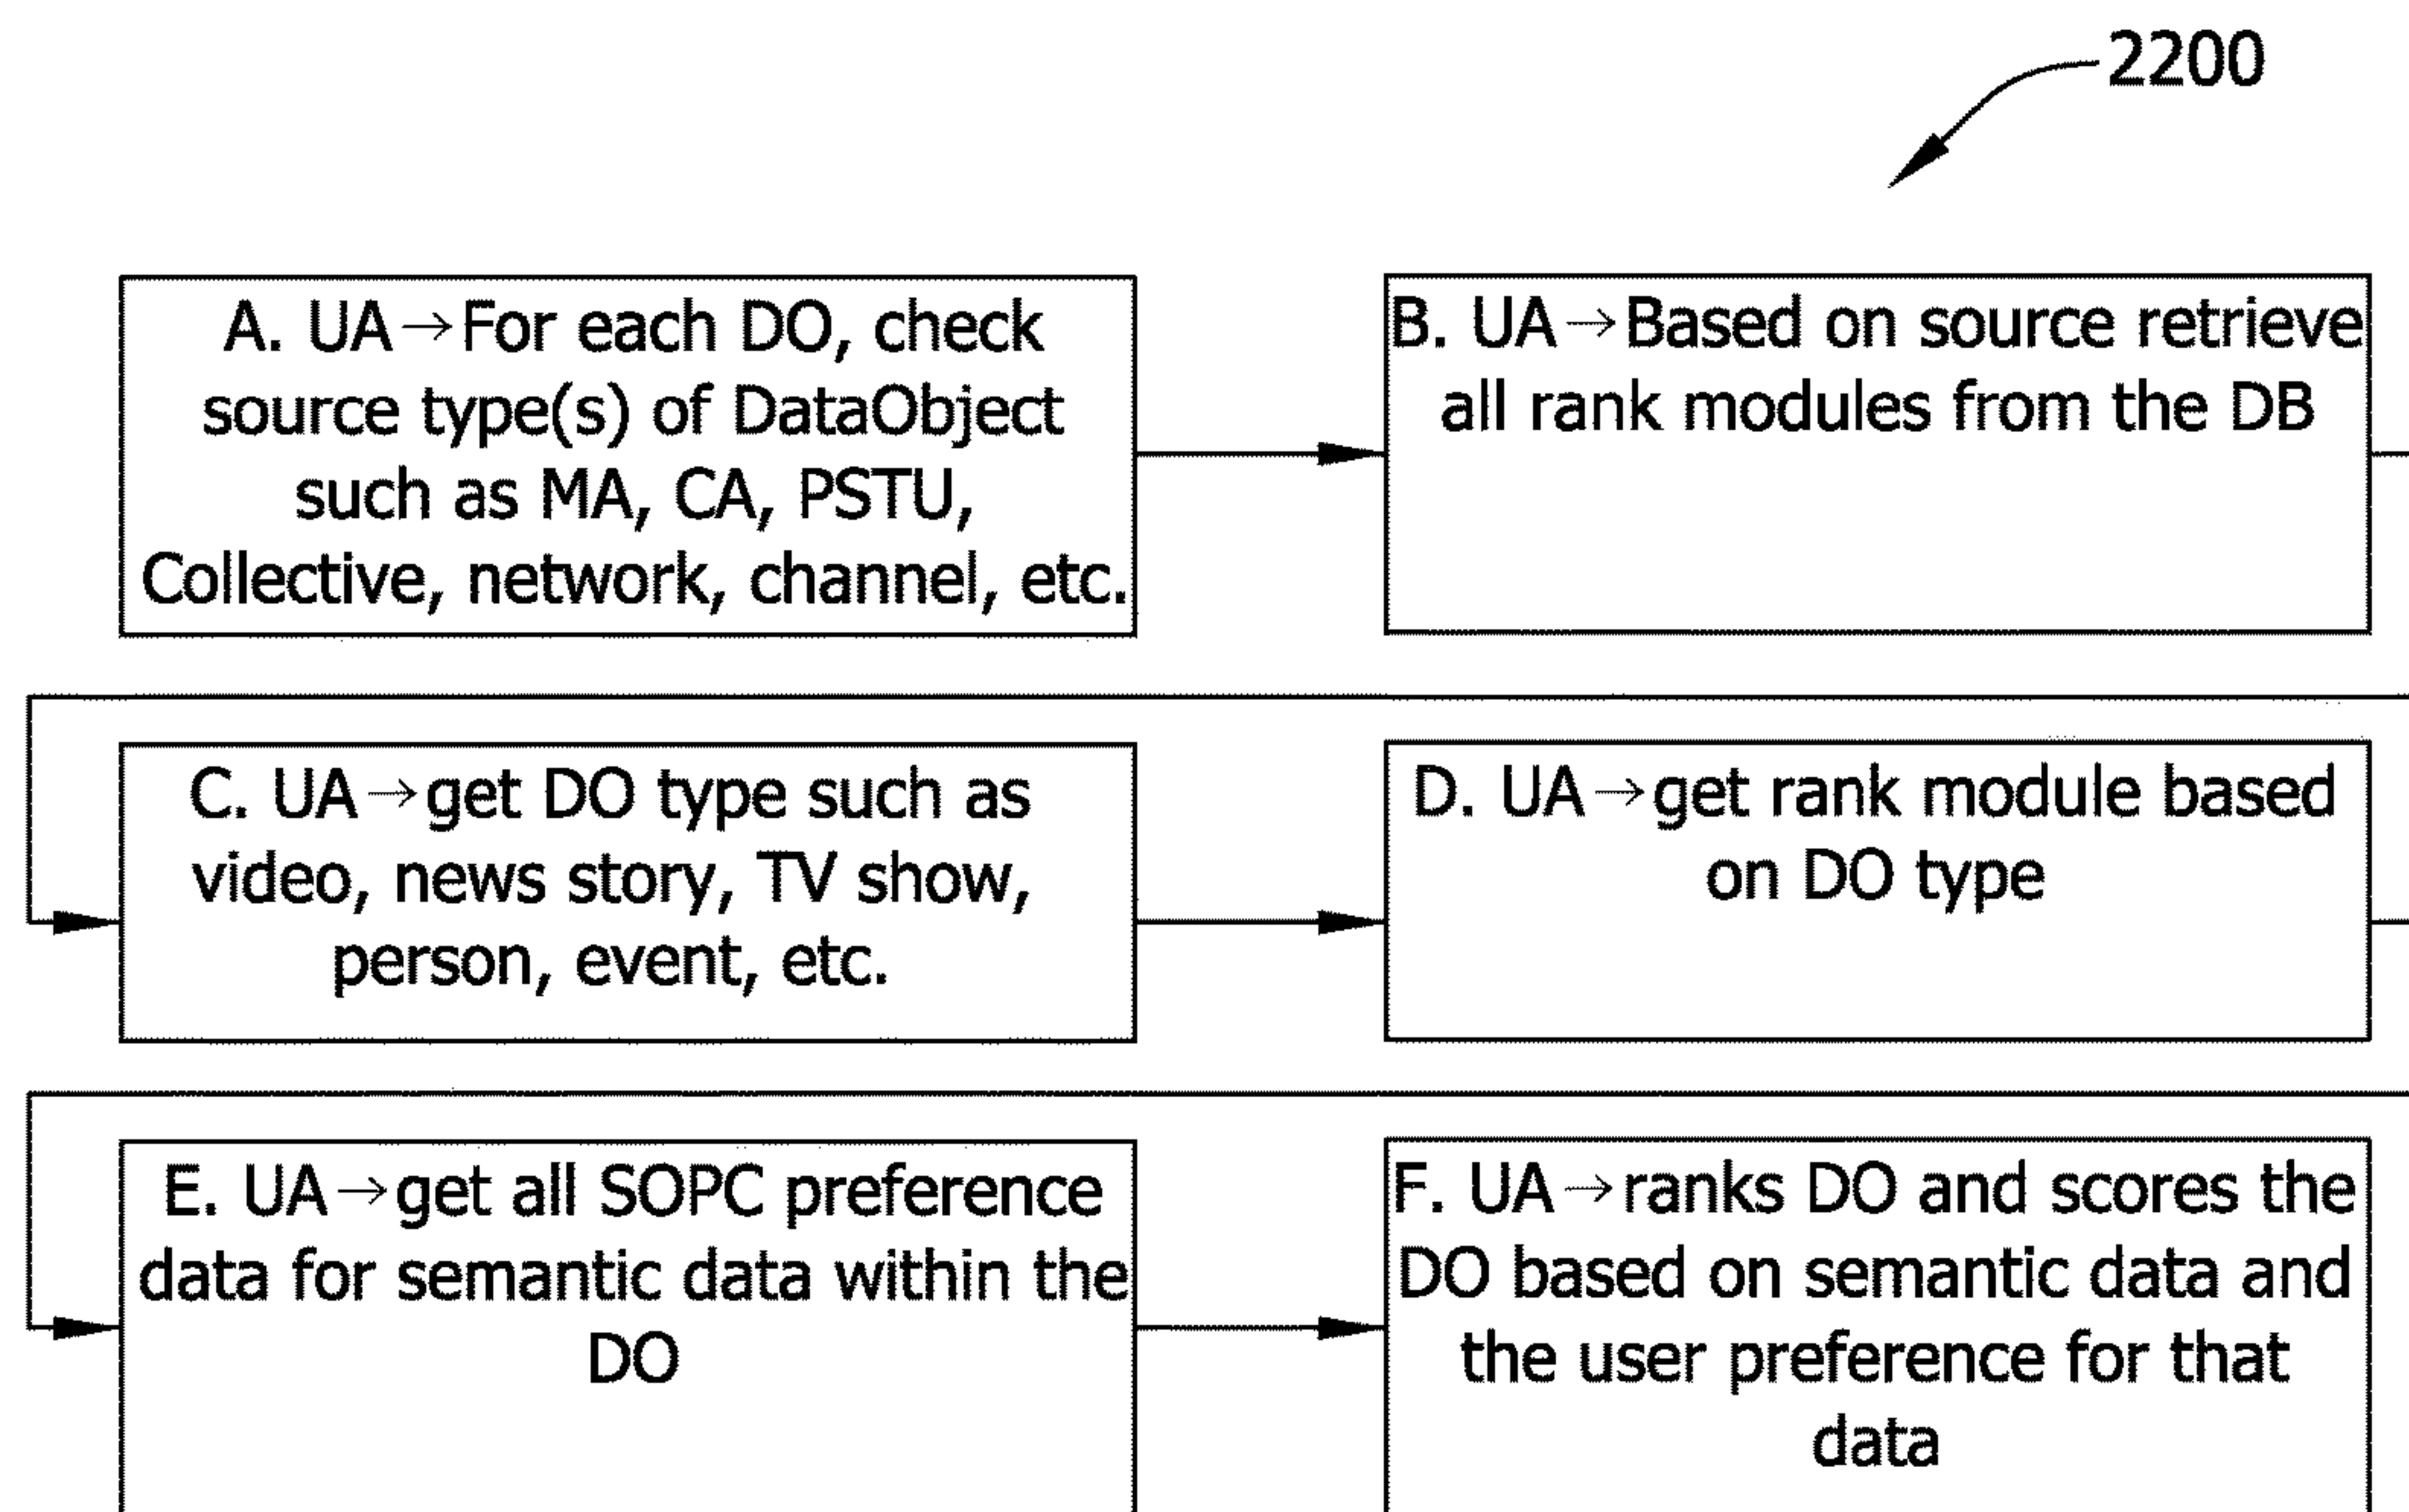 2200
A. UA→For each DO, check
source type(s) of DataObject
such as MA, CA, PSTU,
Collective, network, channel, etc.
B. UA→Based on source retrieve
all rank modules from the DB
C. UA→get DO type such as
video, news story, TV show,
person, event, etc.
D. UA→get rank module based
on DO type
E. UA→get all SOPC preference
data for semantic data within the
DO
F. UA→ranks DO and scores the
DO based on semantic data and
the user preference for that
data